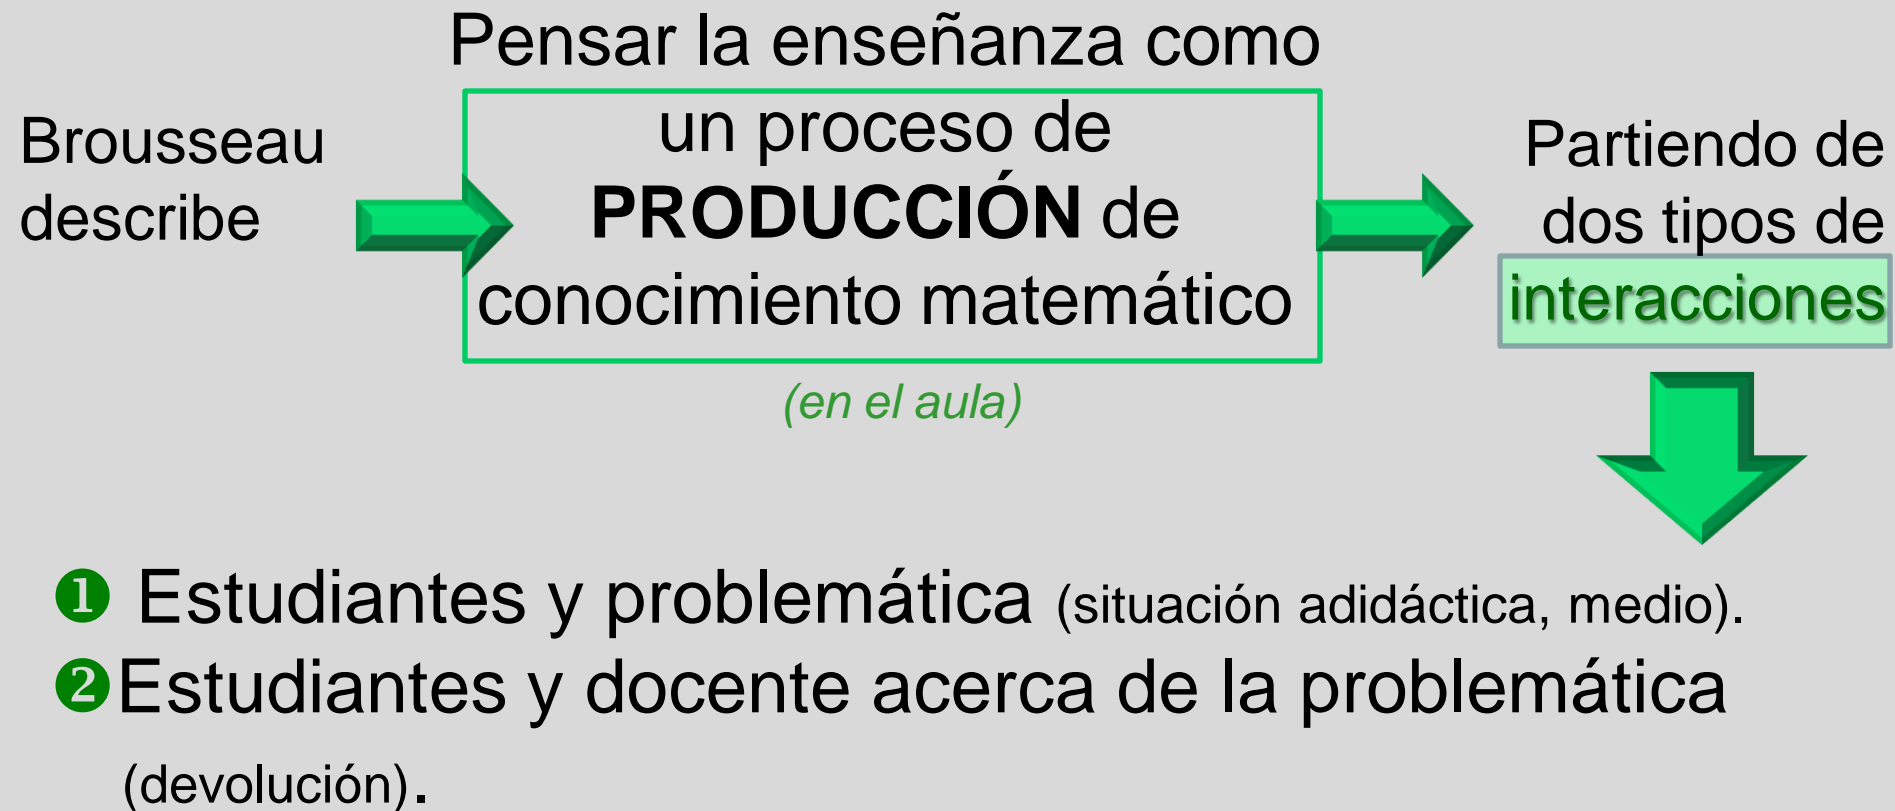 Pensar la enseñanza como
Brousseau
describe
un proceso de
PRODUCCIÓN de
conocimiento matemático
(en el aula)
Partiendo de
dos tipos de
interacciones
❶ Estudiantes y problemática (situación adidáctica, medio).
❷Estudiantes y docente acerca de la problemática
(devolución).